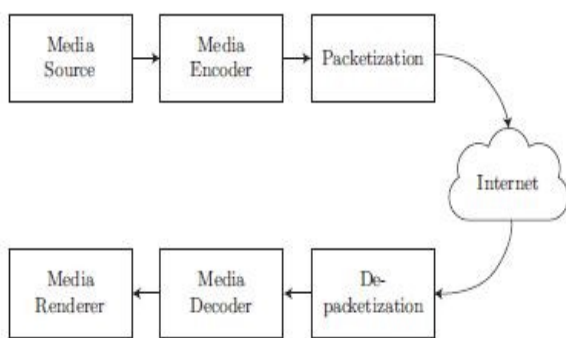 Media
Source
Media
Encoder
Packetization
Internet
Media
Renderer
Media
Decoder
De-
packetization